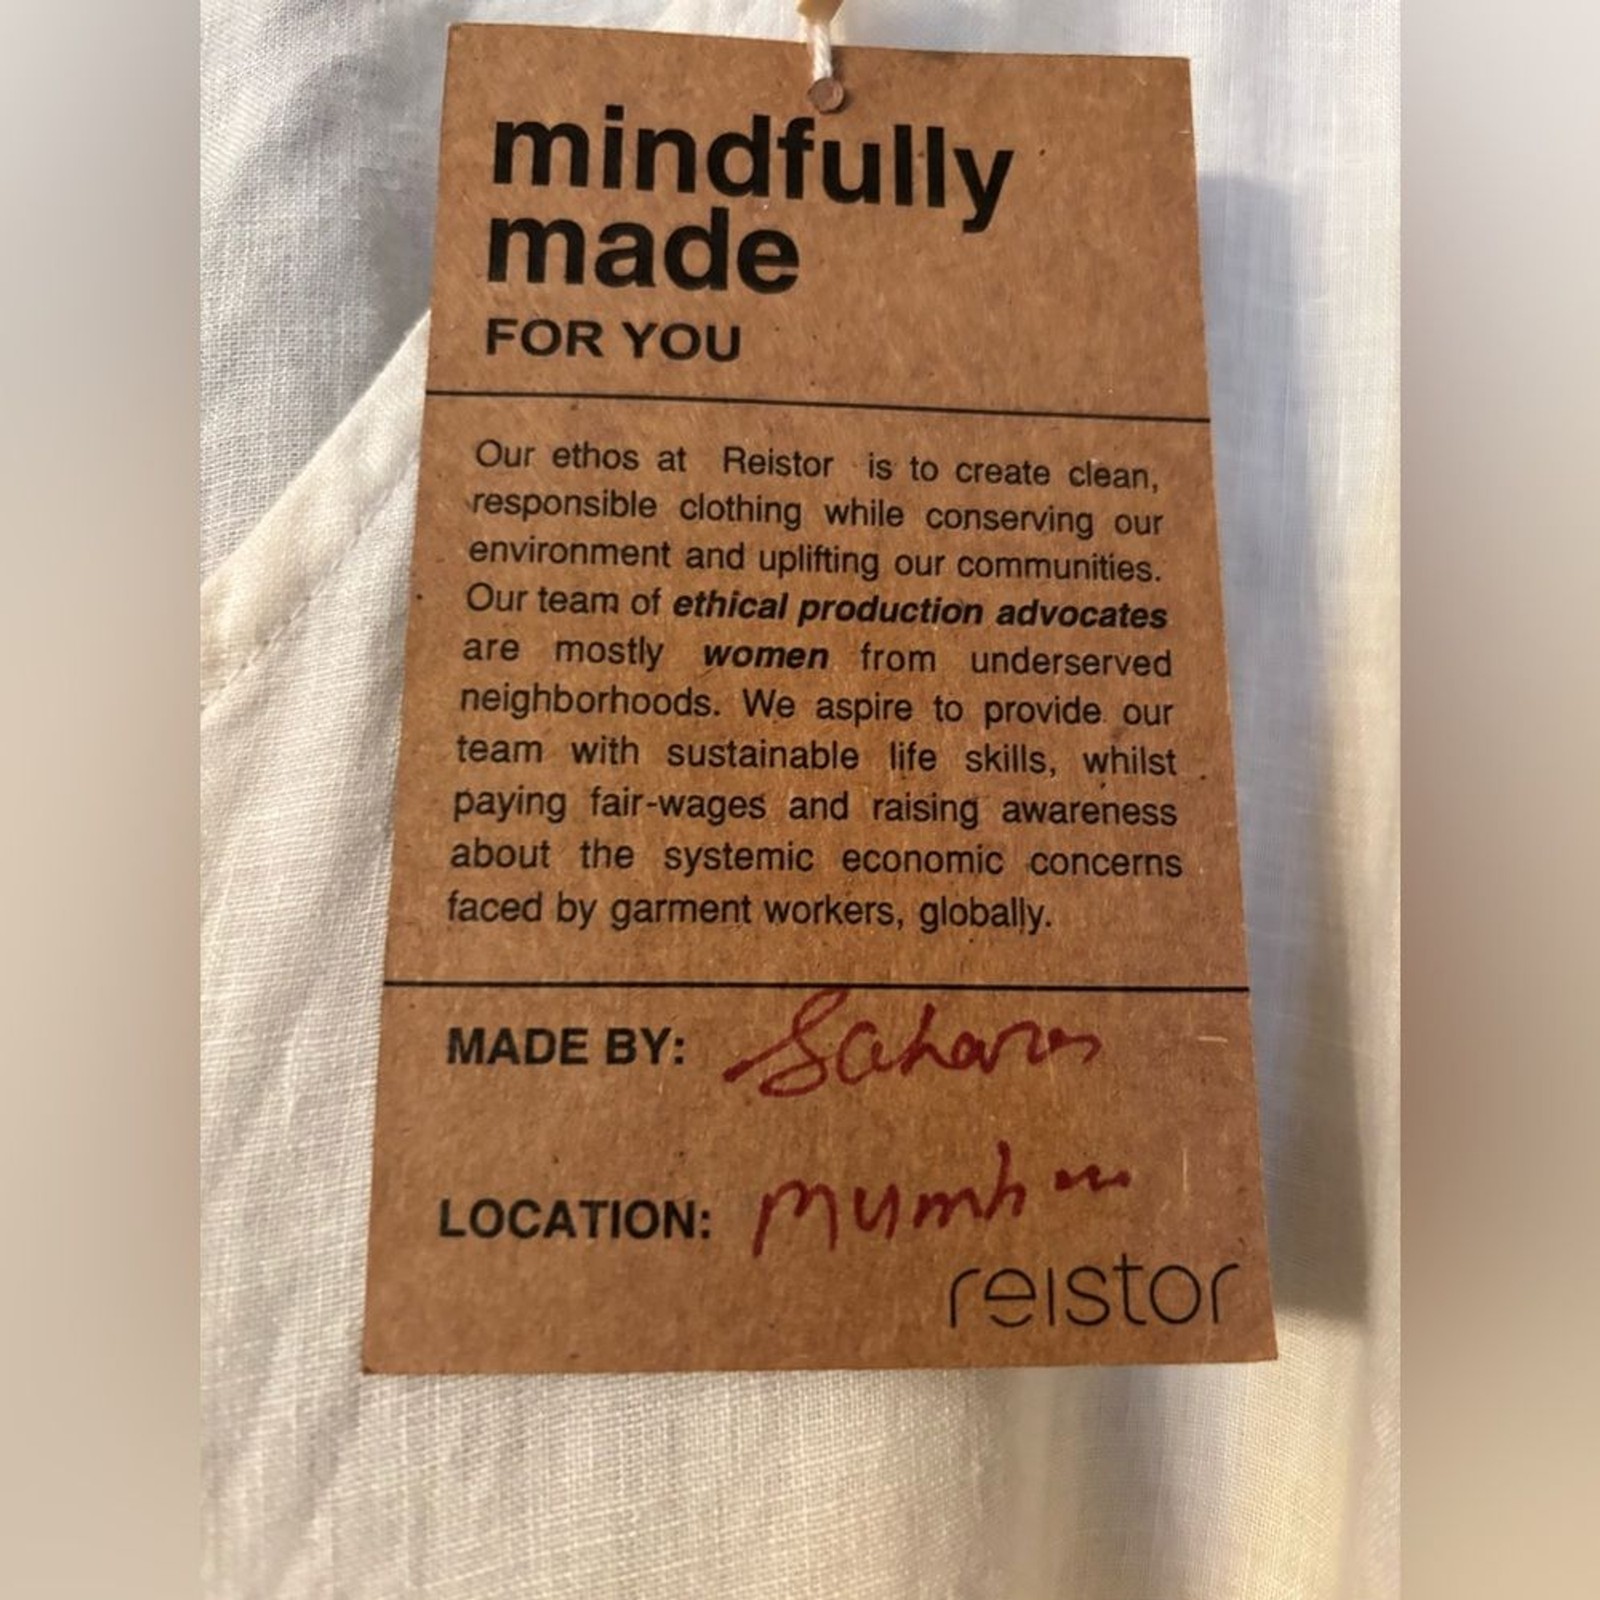 mindfully
made
FOR YOU
Our ethos at Reistor is to create clean,
responsible clothing while conserving our
environment and uplifting our communities.
Our team of ethical production advocates
are mostly women from underserved
neighborhoods. We aspire to provide our
team with sustainable life skills, whilst
paying fair-wages and raising awareness
about the systemic economic concerns
faced by garment workers, globally.
MADE BY:
LOCATION:
reistor